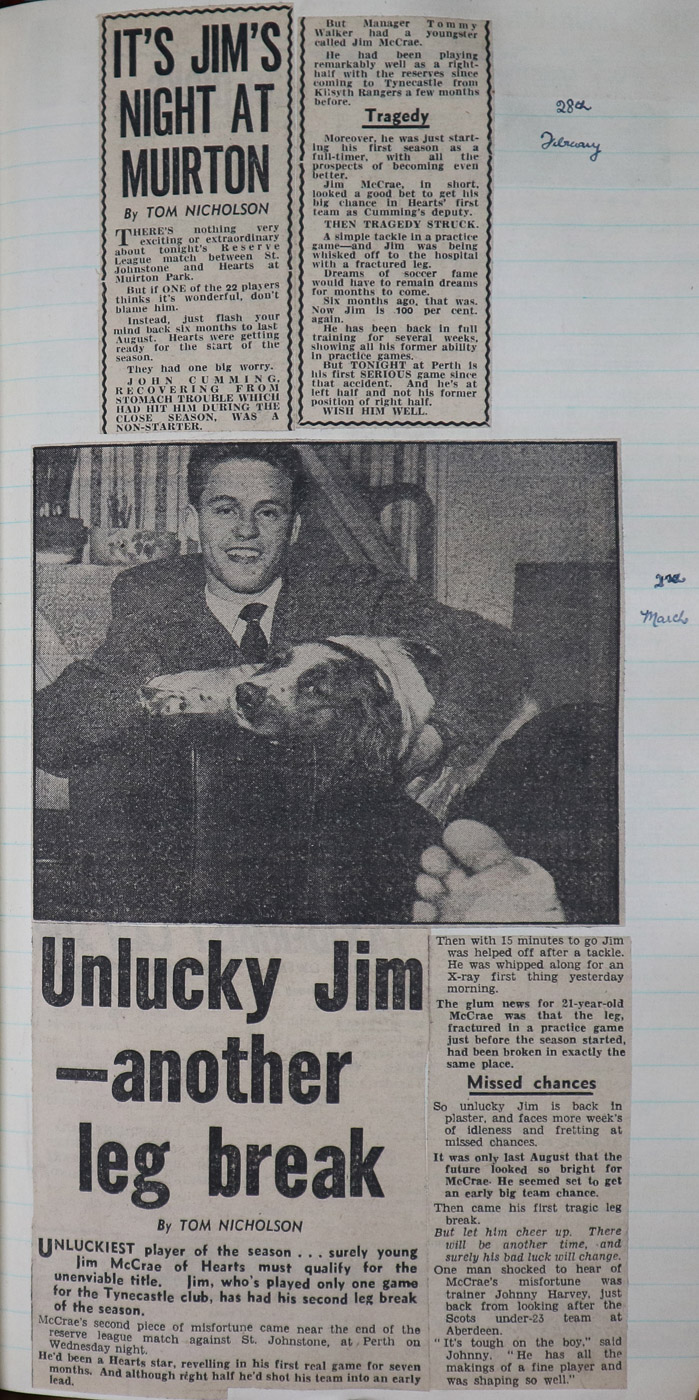 IT'S JIM'S
NIGHT AT
MUIRTON
By TOM NICHOLSON
THERE'S nothing very
exciting or extraordinary
about tonight's Reserve
League match between St.
Johnstone and Hearts at
Muirton Park.
But if ONE of the 22 players
thinks it's wonderful, don't
blame him.
Instead, just flash your
mind back six months to last
August. Hearts were getting
ready for the start of the
season.
They had one big worry.
JOHN CUMMING,
RECOVERING FROM
STOMACH TROUBLE WHICH
HAD HIT HIM DURING THE
CLOSE SEASON, WAS A
NON-STARTER.
But Manager Tommy
Walker had a youngster
called Jim McCrae.
He had been playing
remarkably well as a right-
half with the reserves since
coming to Tynecastle from
Kilsyth Rangers a few months
before.
Tragedy
Moreover, he was just start-
ing his first season as a
full-timer, with all the
prospects of becoming even
better.
Jim McCrae, in short,
looked a good bet to get his
big chance in Hearts' first
team as Cumming's deputy.
THEN TRAGEDY STRUCK.
A simple tackle in a practice
game—and Jim was being
whisked off to the hospital
with a fractured leg.
Dreams of soccer fame
would have to remain dreams
for months to come.
Six months ago, that was.
Now Jim is 100 per cent.
again.
He has been back in full
training for several weeks,
showing all his former ability
in practice games.
But TONIGHT at Perth is
his first SERIOUS game since
that accident. And he's at
left half and not his former
position of right half.
WISH HIM WELL.
28th
February
2nd
March
Unlucky Jim
—another
leg break
By TOM NICHOLSON
UNLUCKIEST player of the season . . . surely young
Jim McCrae of Hearts must qualify for the
unenviable title. Jim, who's played only one game
for the Tynecastle club, has had his second leg break
of the season.
McCrae's second piece of misfortune came near the end of the
reserve league match against St. Johnstone, at Perth on
Wednesday night.
He'd been a Hearts star, revelling in his first real game for seven
months. And although right half he'd shot his team into an early
lead.
Then with 15 minutes to go Jim
was helped off after a tackle.
He was whipped along for an
X-ray first thing yesterday
morning.
The glum news for 21-year-old
McCrae was that the leg,
fractured in a practice game
just before the season started,
had been broken in exactly the
same place.
Missed chances
So unlucky Jim is back in
plaster, and faces more week's
of idleness and fretting at
missed chances.
It was only last August that the
future looked so bright for
McCrae. He seemed set to get
an early big team chance.
Then came his first tragic leg
break.
But let him cheer up. There
will be another time, and
surely his bad luck will change.
One man shocked to hear of
McCrae's misfortune was
trainer Johnny Harvey, just
back from looking after the
Scots under-23 team at
Aberdeen.
"It's tough on the boy," said
Johnny. "He has all the
makings of a fine player and
was shaping so well."